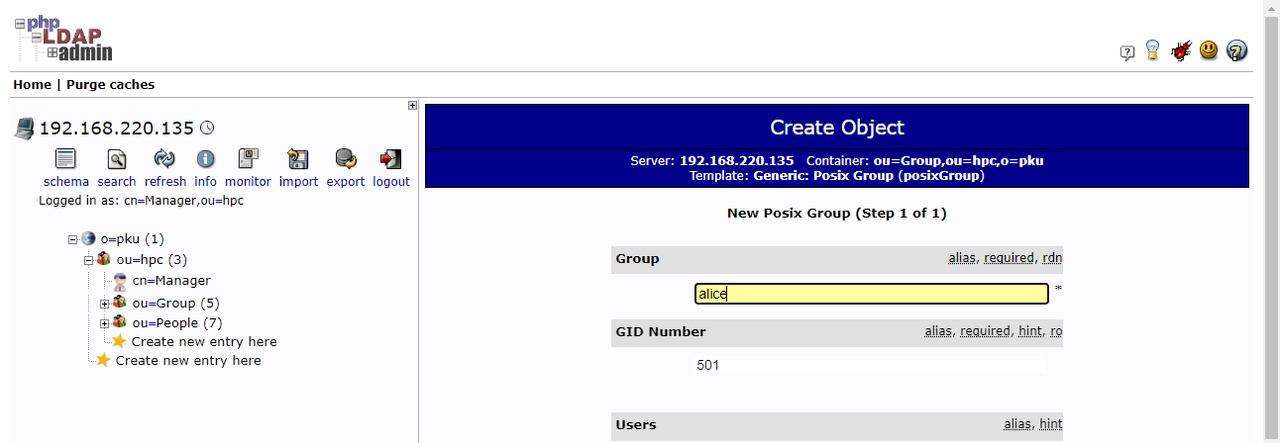 php
LDAP
admin
Home | Purge caches
192.168.220.135
schema search refresh info monitor import export logout
Logged in as: cn=Manager,ou=hpc
o=pku (1)
ou=hpc (3)
cn=Manager
ou=Group (5)
ou=People (7)
Create new entry here
Create new entry here
Create Object
Server: 192.168.220.135 Container: ou=Group,ou=hpc,o=pku
Template: Generic: Posix Group (posixGroup)
New Posix Group (Step 1 of 1)
Group alias, required, rdn
alice *
GID Number alias, required, hint, ro
501
Users alias, hint